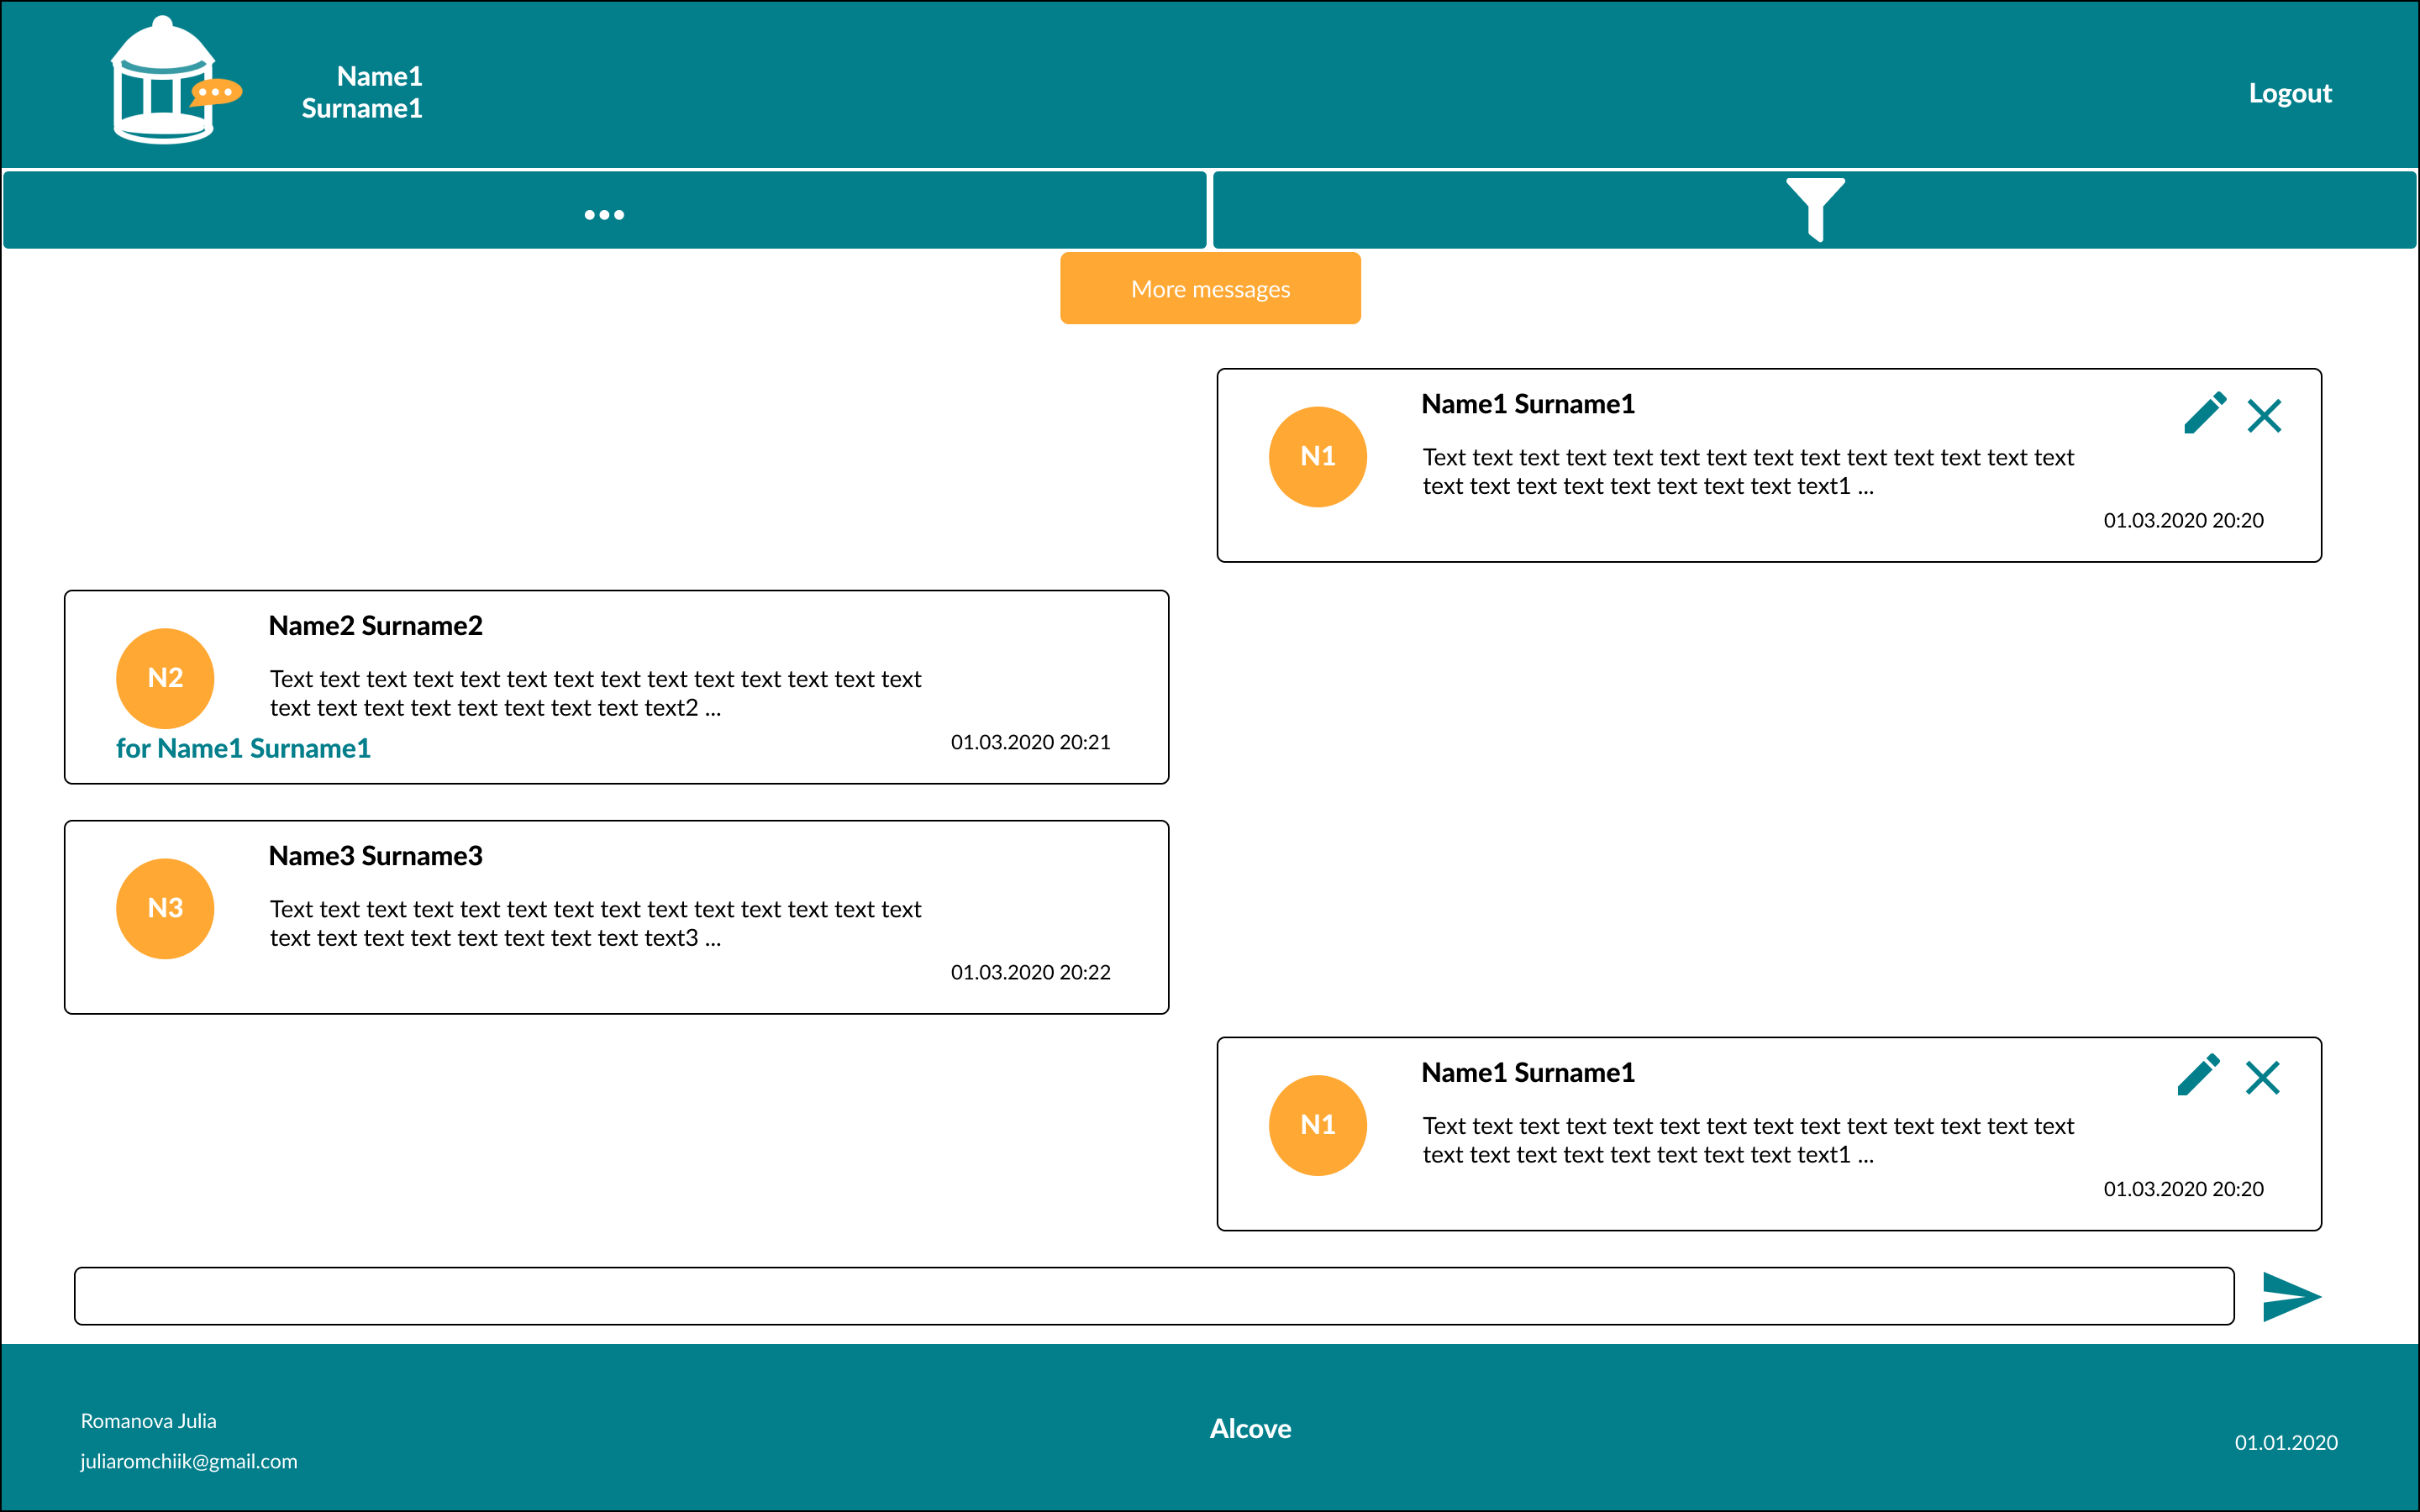 Name1
Surname1
Logout
More messages
Name1 Surname1
N1
Text text text text text text text text text text text text text text
text text text text text text text text text1 ...
01.03.2020 20:20
Name2 Surname2
N2
Text text text text text text text text text text text text text text
text text text text text text text text text2 ...
for Name1 Surname1
01.03.2020 20:21
Name3 Surname3
N3
Text text text text text text text text text text text text text text
text text text text text text text text text3 ...
01.03.2020 20:22
Name1 Surname1
N1
Text text text text text text text text text text text text text text
text text text text text text text text text1 ...
01.03.2020 20:20
Romanova Julia
juliaromchiik@gmail.com
Alcove
01.01.2020